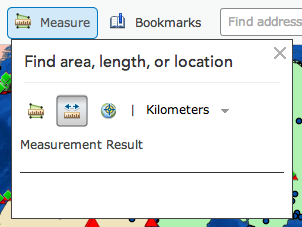 Measure Bookmarks Find address
Find area, length, or location
Kilometers
Measurement Result